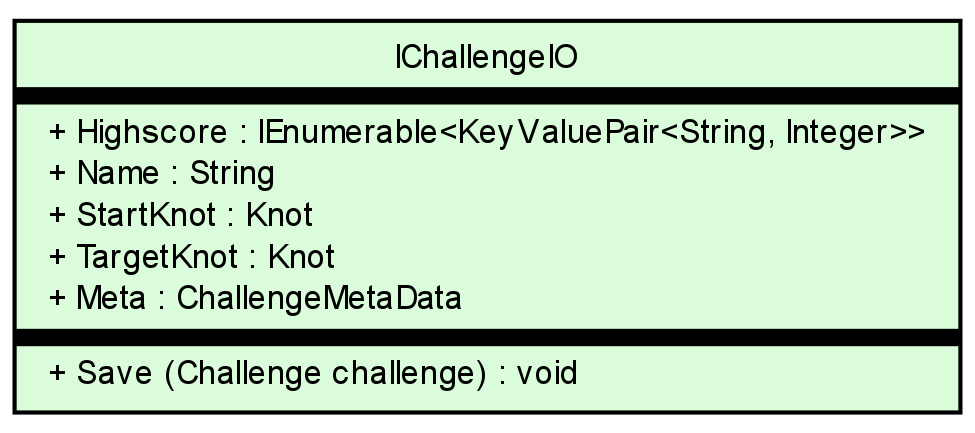 IChallengeIO
+ Highscore : IEnumerable<KeyValuePair<String, Integer>>
+ Name : String
+ StartKnot : Knot
+ TargetKnot : Knot
+ Meta : ChallengeMetaData
+ Save (Challenge challenge) : void